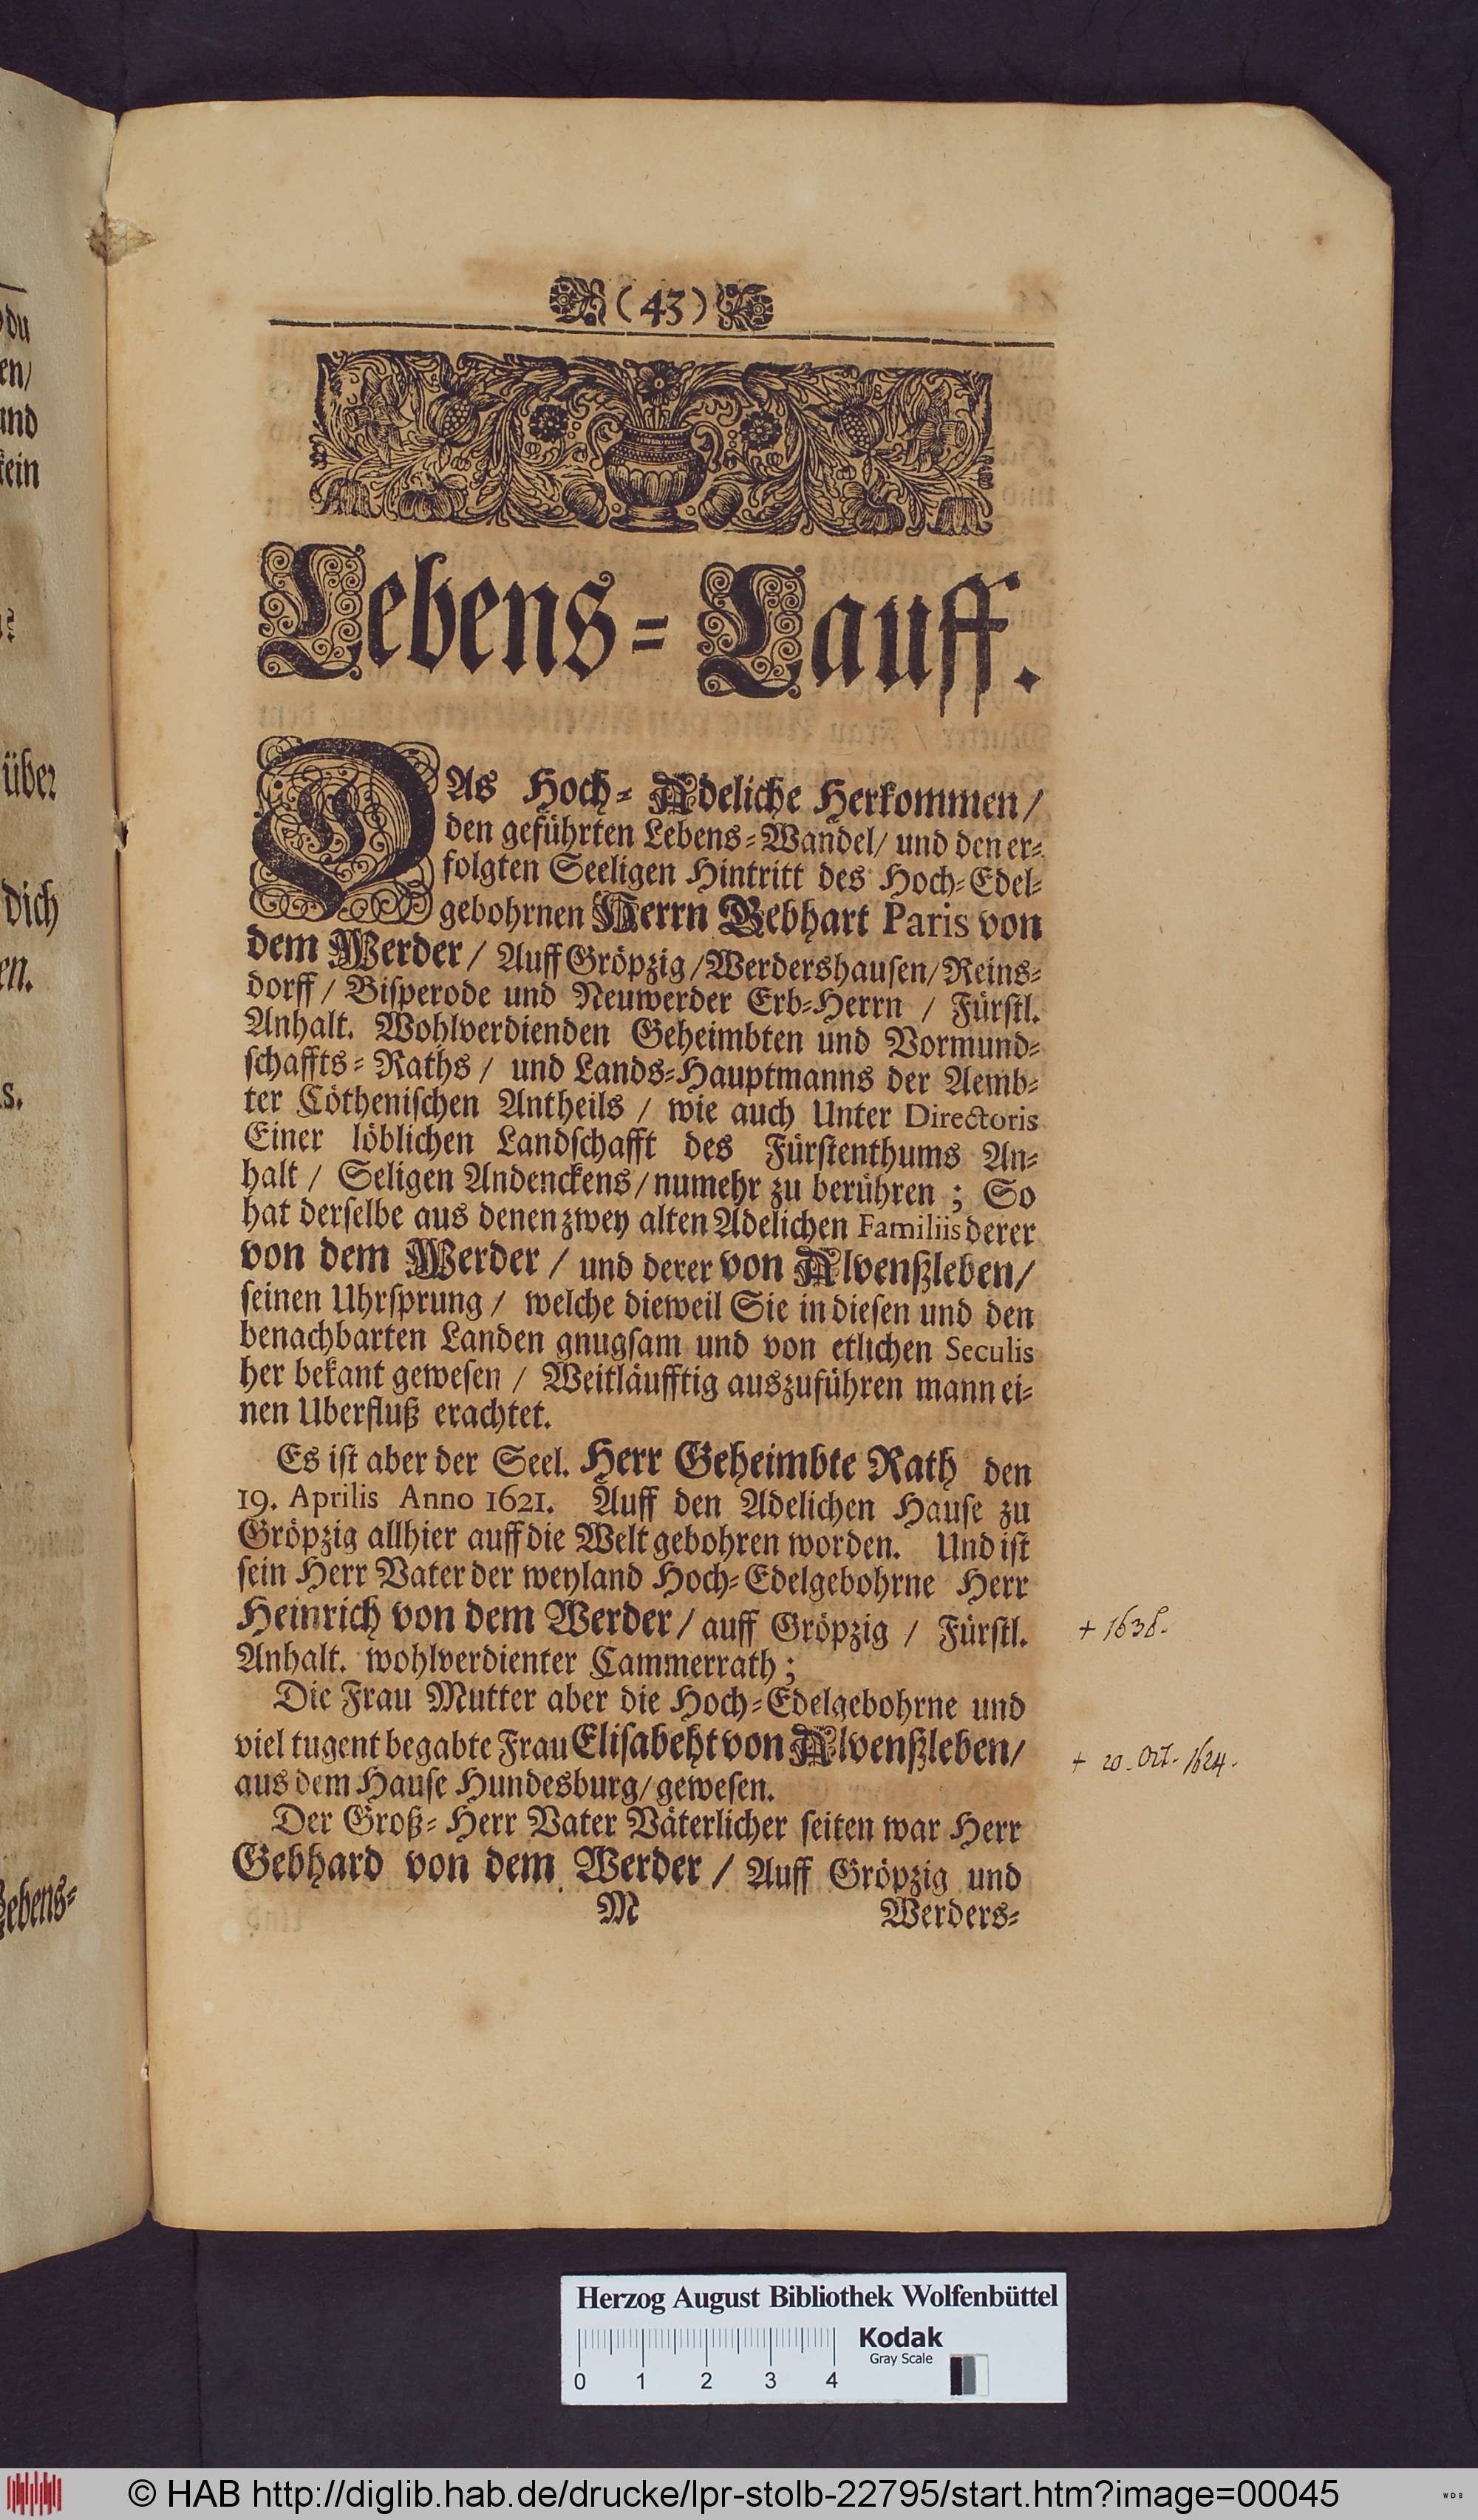 du
en/
und
kein
über
dich
en.
s.
Lebens=
(43)
Lebens=Lauff.
DAs Hoch=Adeliche Herkommen/
den geführten Lebens=Wandel/ und den er=
folgten Seeligen Hintritt des Hoch=Edel=
gebohrnen Herrn Gebhart Paris von
dem Werder/ Auff Gröpzig/Werdershausen/Reins=
dorff/ Bisperode und Neuwerder Erb=Herrn / Fürstl.
Anhalt. Wohlverdienden Geheimbten und Vormund=
schaffts=Raths/ und Lands=Hauptmanns der Aemb=
ter Cöthenischen Antheils / wie auch Unter Directoris
Einer löblichen Landschafft des Fürstenthums An=
halt/ Seligen Andenckens/numehr zu berühren; So
hat derselbe aus denen zwey alten Adelichen Familiis derer
von dem Werder/ und derer von Alvenßleben/
seinen Uhrsprung/ welche dieweil Sie in diesen und den
benachbarten Landen gnugsam und von etlichen Seculis
her bekant gewesen / Weitläufftig auszuführen mann ei=
nen Uberfluß erachtet.
Es ist aber der Seel. Herr Geheimbte Rath den
19. Aprilis Anno 1621. Auff den Adelichen Hause zu
Gröpzig allhier auff die Welt gebohren worden. Und ist
sein Herr Vater der weyland Hoch=Edelgebohrne Herr
Heinrich von dem Werder/ auff Gröpzig / Fürstl.
+ 1638.
Anhalt. wohlverdienter Cammerrath;
Die Frau Mutter aber die Hoch=Edelgebohrne und
viel tugent begabte Frau Elisabeht von Alvenßleben/
+ 20. Oct. 1624.
aus dem Hause Hundesburg/gewesen.
Der Groß=Herr Vater Väterlicher seiten war Herr
Gebhard von dem Werder/ Auff Gröpzig und
M Werders=
Herzog August Bibliothek Wolfenbüttel
Kodak
Gray Scale
0 1 2 3 4
© HAB http://diglib.hab.de/drucke/lpr-stolb-22795/start.htm?image=00045
WDB